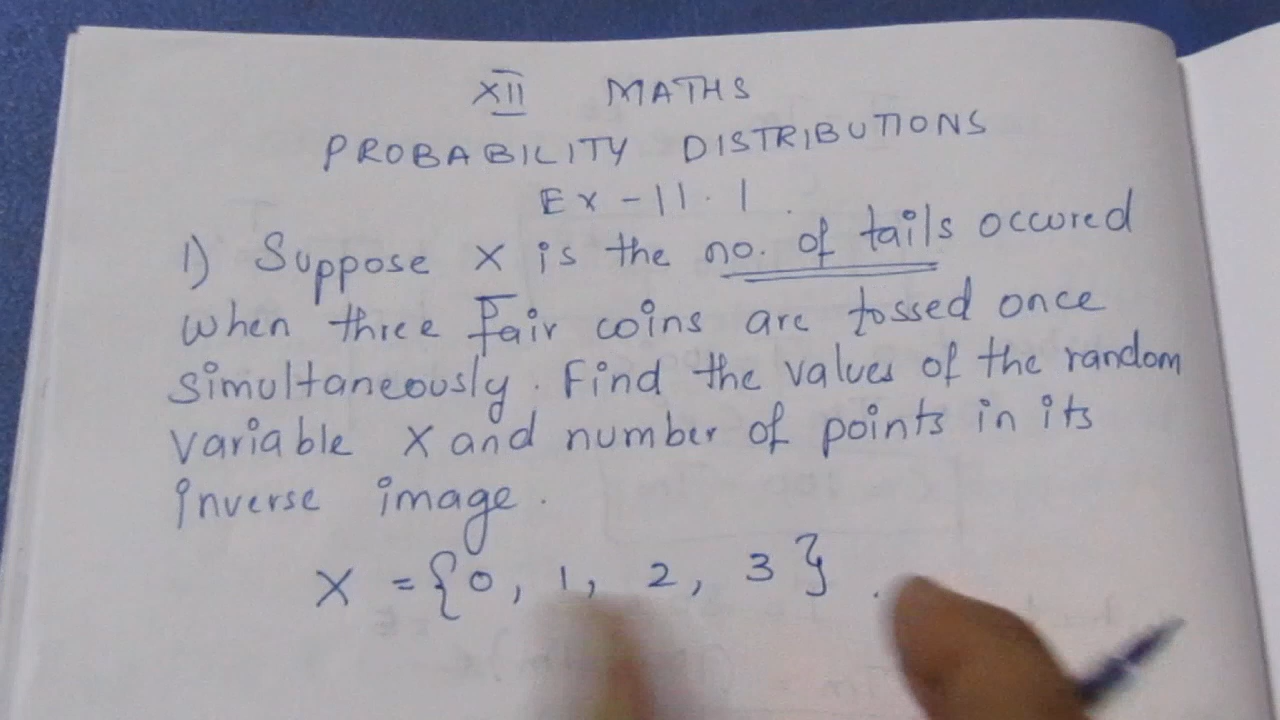 XII MATHS
PROBABILITY DISTRIBUTIONS
Ex - 11.1
1) Suppose X is the no. of tails occured
when three Fair coins are tossed once
simultaneously. Find the values of the random
variable X and number of points in its
inverse image.
X = {0, 1, 2, 3}.